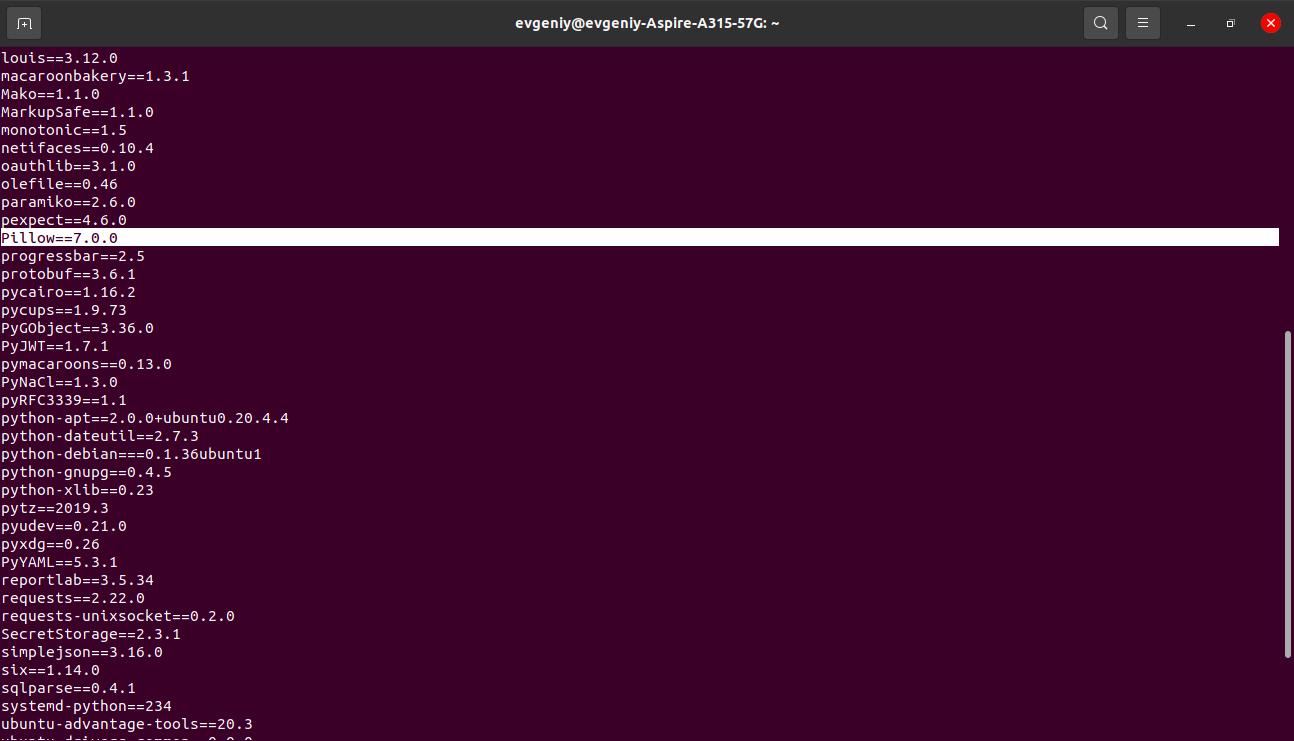 evgeniy@evgeniy-Aspire-A315-57G: ~
louis==3.12.0
macaroonbakery==1.3.1
Mako==1.1.0
MarkupSafe==1.1.0
monotonic==1.5
netifaces==0.10.4
oauthlib==3.1.0
olefile==0.46
paramiko==2.6.0
pexpect==4.6.0
Pillow==7.0.0
progressbar==2.5
protobuf==3.6.1
pycairo==1.16.2
pycups==1.9.73
PyGObject==3.36.0
PyJWT==1.7.1
pymacaroons==0.13.0
PyNaCl==1.3.0
pyRFC3339==1.1
python-apt==2.0.0+ubuntu0.20.4.4
python-dateutil==2.7.3
python-debian===0.1.36ubuntu1
python-gnupg==0.4.5
python-xlib==0.23
pytz==2019.3
pyudev==0.21.0
pyxdg==0.26
PyYAML==5.3.1
reportlab==3.5.34
requests==2.22.0
requests-unixsocket==0.2.0
SecretStorage==2.3.1
simplejson==3.16.0
six==1.14.0
sqlparse==0.4.1
systemd-python==234
ubuntu-advantage-tools==20.3